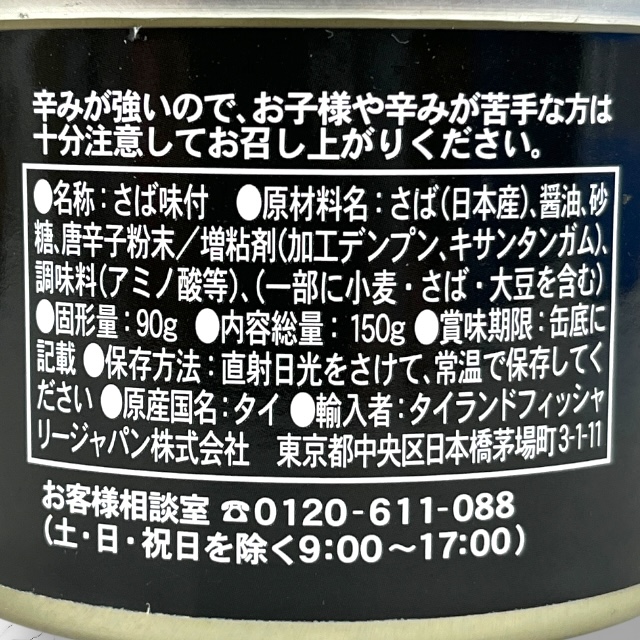 辛みが強いので、お子様や辛みが苦手な方は
十分注意してお召し上がりください。
●名称：さば味付 ●原材料名：さば（日本産）、醤油、砂
糖、唐辛子粉末／増粘剤（加工デンプン、キサンタンガム）、
調味料（アミノ酸等）、（一部に小麦・さば・大豆を含む）
●固形量：90g ●内容総量：150g ●賞味期限：缶底に
記載 ●保存方法：直射日光をさけて、常温で保存してく
ださい ●原産国名：タイ ●輸入者：タイランドフィッシャ
リージャパン株式会社 東京都中央区日本橋茅場町3-1-11
お客様相談室 ☎0120-611-088
（土・日・祝日を除く9:00～17:00）